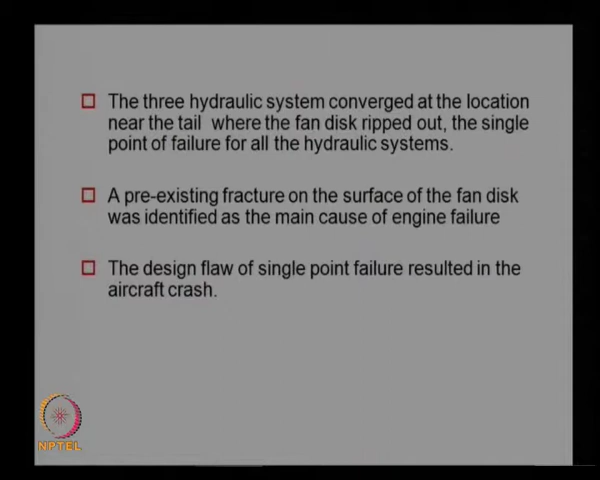 The three hydraulic system converged at the location
near the tail where the fan disk ripped out, the single
point of failure for all the hydraulic systems.
A pre-existing fracture on the surface of the fan disk
was identified as the main cause of engine failure
The design flaw of single point failure resulted in the
aircraft crash.
NPTEL